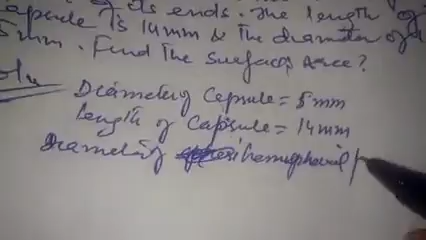 its ends. The length of
capsule is 14mm & the diameter of
5mm. Find the surface Area?
Diameter of Capsule = 5mm
length of Capsule = 14mm
Diameter of hemispherical